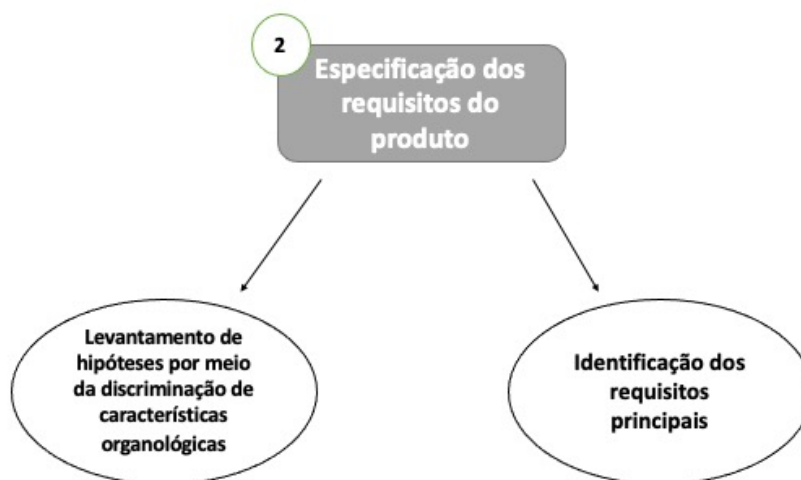 2
Especificação dos
requisitos do
produto
Levantamento de
hipóteses por meio
da discriminação de
características
organológicas
Identificação dos
requisitos
principais